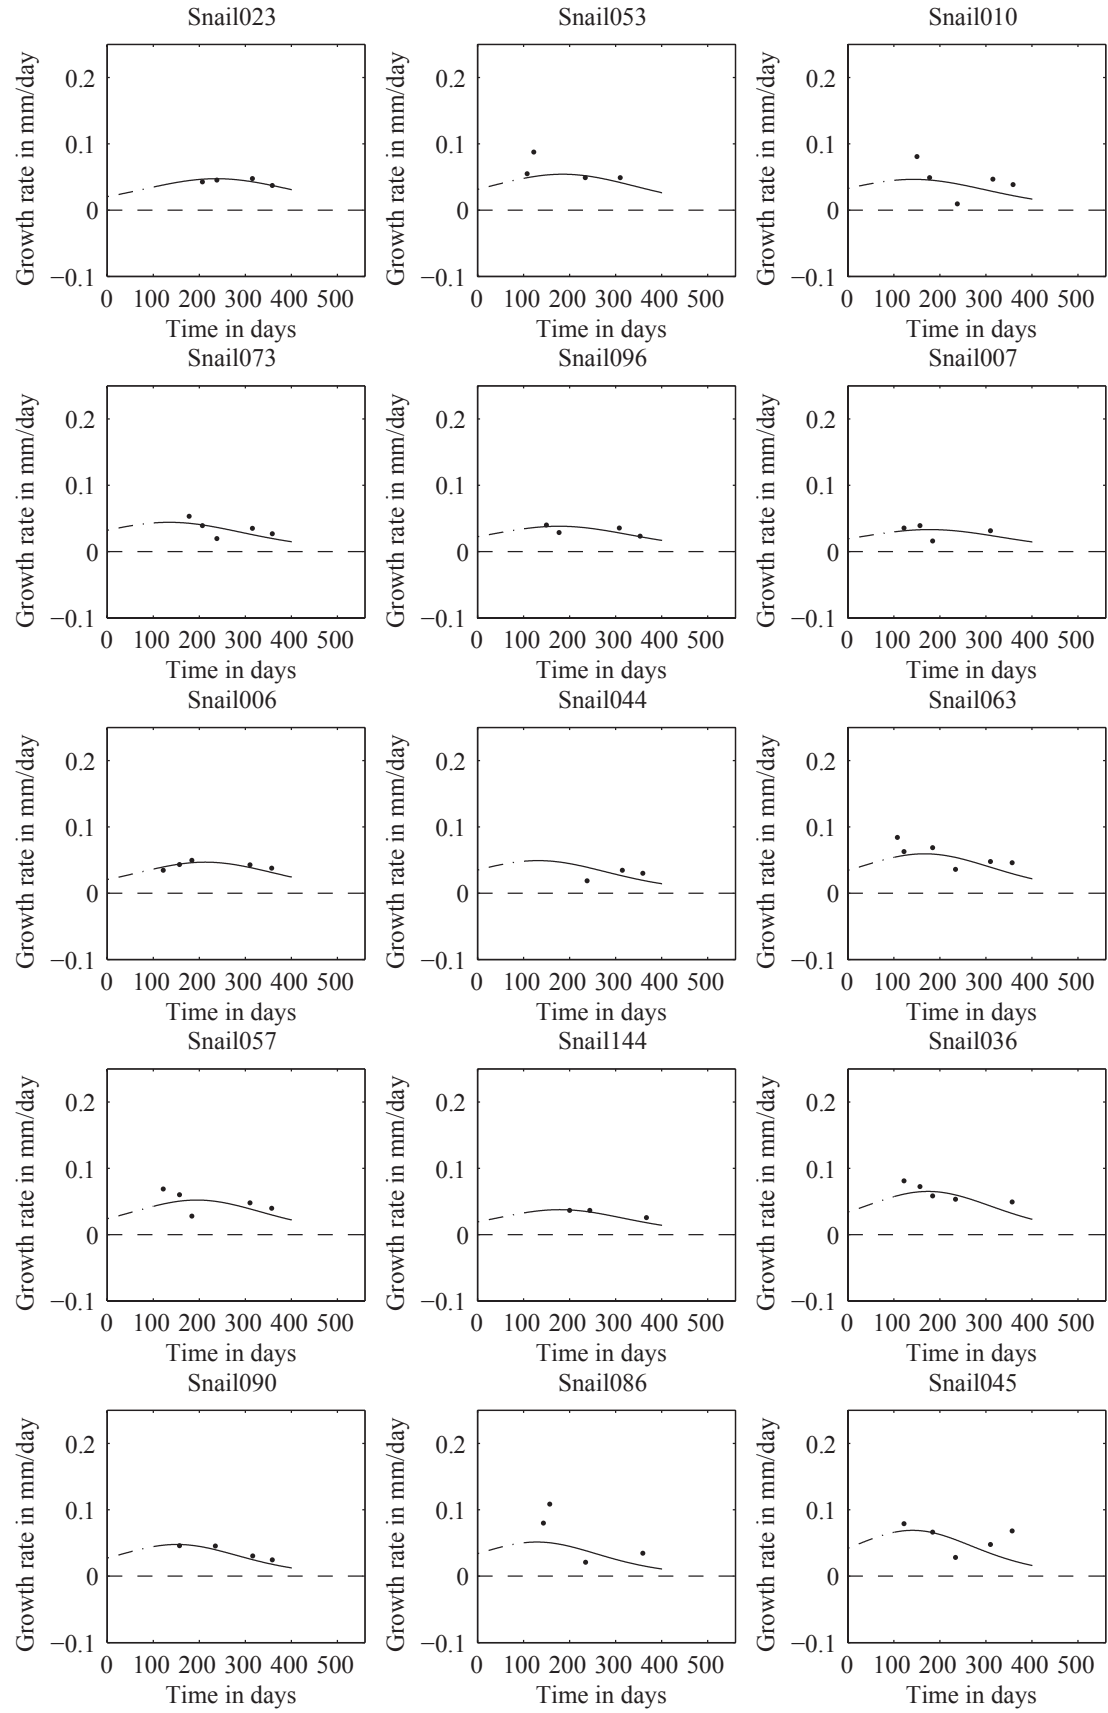 Snail023 Snail053 Snail010
Growth rate in mm/day Growth rate in mm/day Growth rate in mm/day
0.2 0.2 0.2
0.1 0.1 0.1
0 0 0
−0.1 −0.1 −0.1
0 100 200 300 400 500 0 100 200 300 400 500 0 100 200 300 400 500
Time in days Time in days Time in days
Snail073 Snail096 Snail007
Growth rate in mm/day Growth rate in mm/day Growth rate in mm/day
0.2 0.2 0.2
0.1 0.1 0.1
0 0 0
−0.1 −0.1 −0.1
0 100 200 300 400 500 0 100 200 300 400 500 0 100 200 300 400 500
Time in days Time in days Time in days
Snail006 Snail044 Snail063
Growth rate in mm/day Growth rate in mm/day Growth rate in mm/day
0.2 0.2 0.2
0.1 0.1 0.1
0 0 0
−0.1 −0.1 −0.1
0 100 200 300 400 500 0 100 200 300 400 500 0 100 200 300 400 500
Time in days Time in days Time in days
Snail057 Snail144 Snail036
Growth rate in mm/day Growth rate in mm/day Growth rate in mm/day
0.2 0.2 0.2
0.1 0.1 0.1
0 0 0
−0.1 −0.1 −0.1
0 100 200 300 400 500 0 100 200 300 400 500 0 100 200 300 400 500
Time in days Time in days Time in days
Snail090 Snail086 Snail045
Growth rate in mm/day Growth rate in mm/day Growth rate in mm/day
0.2 0.2 0.2
0.1 0.1 0.1
0 0 0
−0.1 −0.1 −0.1
0 100 200 300 400 500 0 100 200 300 400 500 0 100 200 300 400 500
Time in days Time in days Time in days